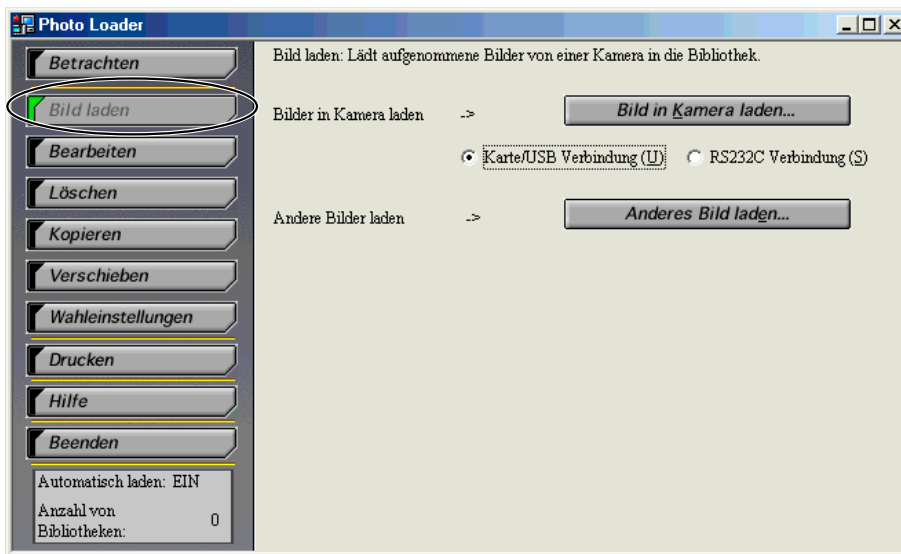 Photo Loader
Betrachten
Bild laden
Bearbeiten
Löschen
Kopieren
Verschieben
Wahleinstellungen
Drucken
Hilfe
Beenden
Automatisch laden: EIN
Anzahl von
Bibliotheken: 0
Bild laden: Lädt aufgenommene Bilder von einer Kamera in die Bibliothek.
Bilder in Kamera laden -> Bild in Kamera laden...
Karte/USB Verbindung (U) RS232C Verbindung (S)
Andere Bilder laden -> Anderes Bild laden...